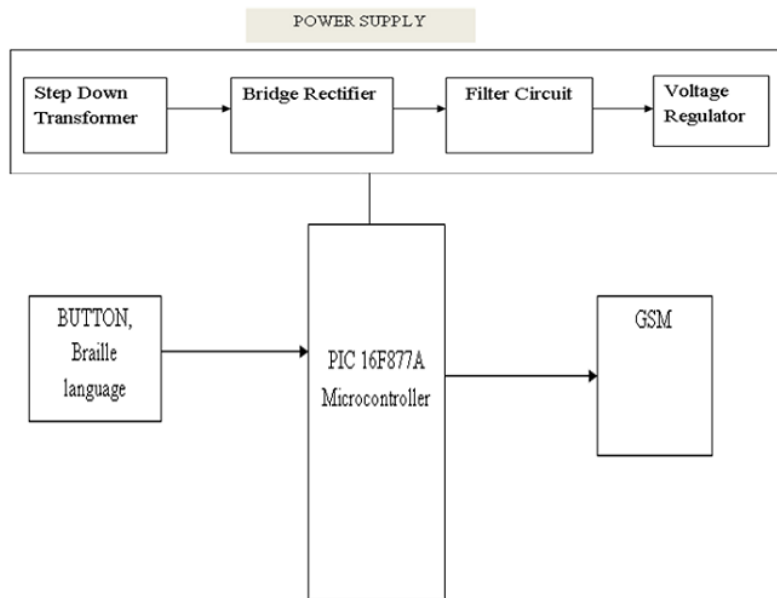 POWER SUPPLY
Step Down
Transformer
Bridge Rectifier
Filter Circuit
Voltage
Regulator
BUTTON,
Braille
language
PIC 16F877A
Microcontroller
GSM